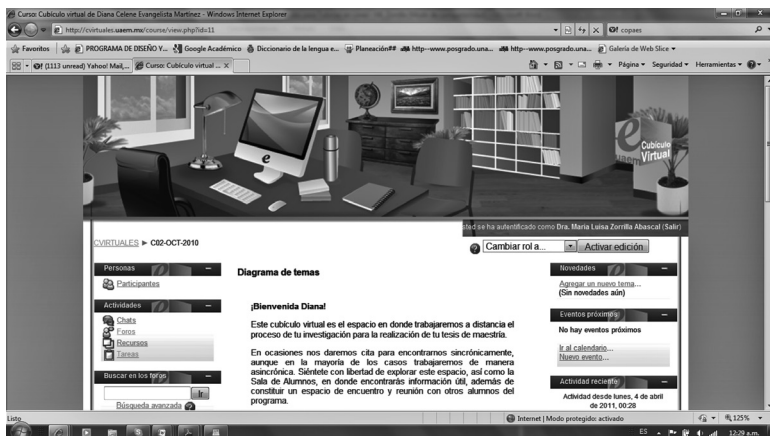 Curso: Cubículo virtual de Diana Celene Evangelista Martínez - Windows Internet Explorer
http://cvirtuales.uaem.mx/course/view.php?id=11
copaes
Favoritos
PROGRAMA DE DISEÑO Y...
Google Académico
Diccionario de la lengua e...
Planeación##
http--www.posgrado.una...
http--www.posgrado.una...
Galería de Web Slice
(1113 unread) Yahoo! Mail,...
Curso: Cubículo virtual ...
Página
Seguridad
Herramientas
e
Cubículo
Virtual
uaem
sted se ha autentificado como Dra. María Luisa Zorrilla Abascal (Salir)
CVIRTUALES ► C02-OCT-2010
Cambiar rol a...
Activar edición
Personas
Participantes
Actividades
Chats
Foros
Recursos
Tareas
Buscar en los foros
Ir
Búsqueda avanzada
Diagrama de temas
¡Bienvenida Diana!
Este cubículo virtual es el espacio en donde trabajaremos a distancia el
proceso de tu investigación para la realización de tu tesis de maestría.
En ocasiones nos daremos cita para encontrarnos sincrónicamente,
aunque en la mayoría de los casos trabajaremos de manera
asincrónica. Siéntete con libertad de explorar este espacio, así como la
Sala de Alumnos, en donde encontrarás información útil, además de
constituir un espacio de encuentro y reunión con otros alumnos del
programa.
Novedades
Agregar un nuevo tema...
(Sin novedades aún)
Eventos próximos
No hay eventos próximos
Ir al calendario...
Nuevo evento...
Actividad reciente
Actividad desde lunes, 4 de abril
de 2011, 00:28
Listo
Internet | Modo protegido: activado
125%
ES
12:29 a.m.